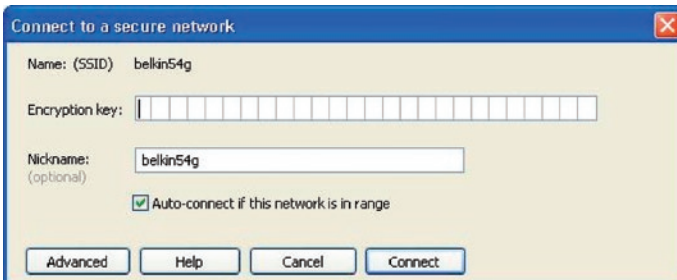 Connect to a secure network
Name: (SSID) belkin54g
Encryption key:
Nickname: belkin54g
(optional)
Auto-connect if this network is in range
Advanced Help Cancel Connect